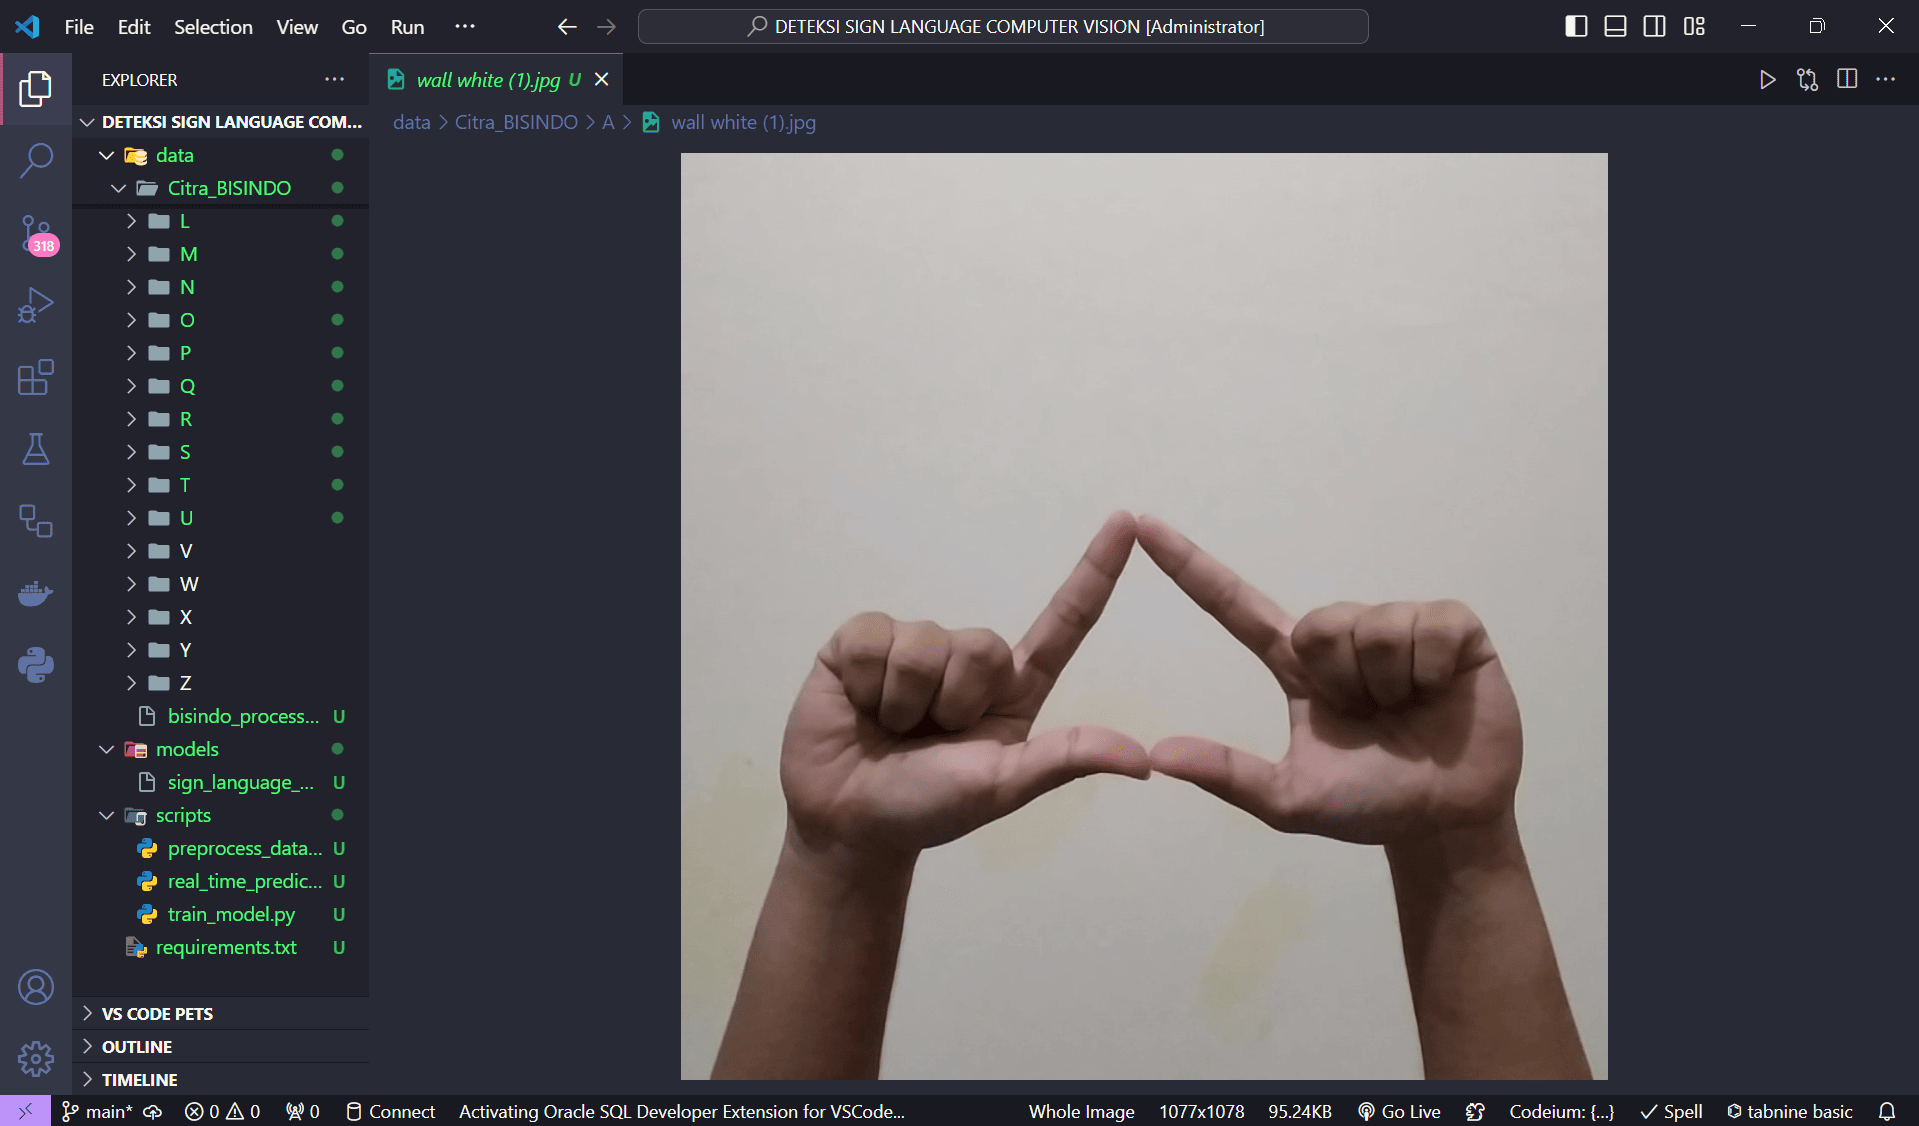 File Edit Selection View Go Run ··· DETEKSI SIGN LANGUAGE COMPUTER VISION [Administrator]
EXPLORER ···
wall white (1).jpg U
DETEKSI SIGN LANGUAGE COM...
data > Citra_BISINDO > A > wall white (1).jpg
data
Citra_BISINDO
L
318
M
N
O
P
Q
R
S
T
U
V
W
X
Y
Z
bisindo_process... U
models
sign_language_... U
scripts
preprocess_data... U
real_time_predic... U
train_model.py U
requirements.txt U
VS CODE PETS
OUTLINE
TIMELINE
main* 0 0 0 Connect Activating Oracle SQL Developer Extension for VSCode... Whole Image 1077x1078 95.24KB Go Live Codeium: {...} Spell tabnine basic